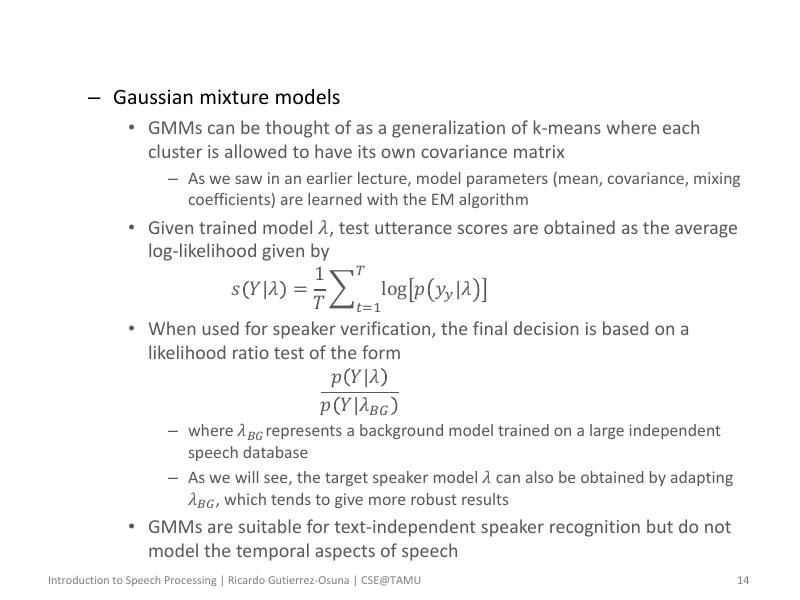 – Gaussian mixture models
• GMMs can be thought of as a generalization of k-means where each
cluster is allowed to have its own covariance matrix
– As we saw in an earlier lecture, model parameters (mean, covariance, mixing
coefficients) are learned with the EM algorithm
• Given trained model 𝜆, test utterance scores are obtained as the average
log-likelihood given by
𝑠(𝑌|𝜆) = 1/𝑇 ∑_{𝑡=1}^{𝑇} log[𝑝(𝑦_𝑦|𝜆)]
• When used for speaker verification, the final decision is based on a
likelihood ratio test of the form
𝑝(𝑌|𝜆)
𝑝(𝑌|𝜆_{𝐵𝐺})
– where 𝜆_{𝐵𝐺} represents a background model trained on a large independent
speech database
– As we will see, the target speaker model 𝜆 can also be obtained by adapting
𝜆_{𝐵𝐺}, which tends to give more robust results
• GMMs are suitable for text-independent speaker recognition but do not
model the temporal aspects of speech
Introduction to Speech Processing | Ricardo Gutierrez-Osuna | CSE@TAMU 14